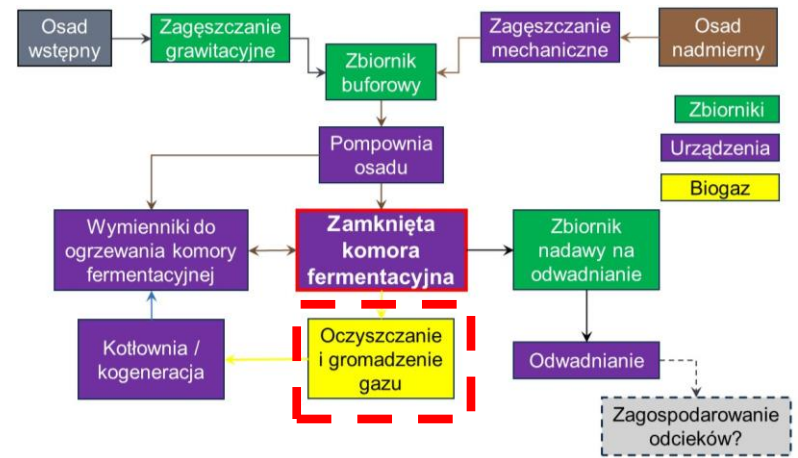 Osad
wstępny
Zagęszczanie
grawitacyjne
Zbiornik
buforowy
Zagęszczanie
mechaniczne
Osad
nadmierny
Zbiorniki
Urządzenia
Biogaz
Pompownia
osadu
Wymienniki do
ogrzewania komory
fermentacyjnej
Zamknięta
komora
fermentacyjna
Zbiornik
nadawy na
odwadnianie
Kotłownia /
kogeneracja
Oczyszczanie
i gromadzenie
gazu
Odwadnianie
Zagospodarowanie
odcieków?